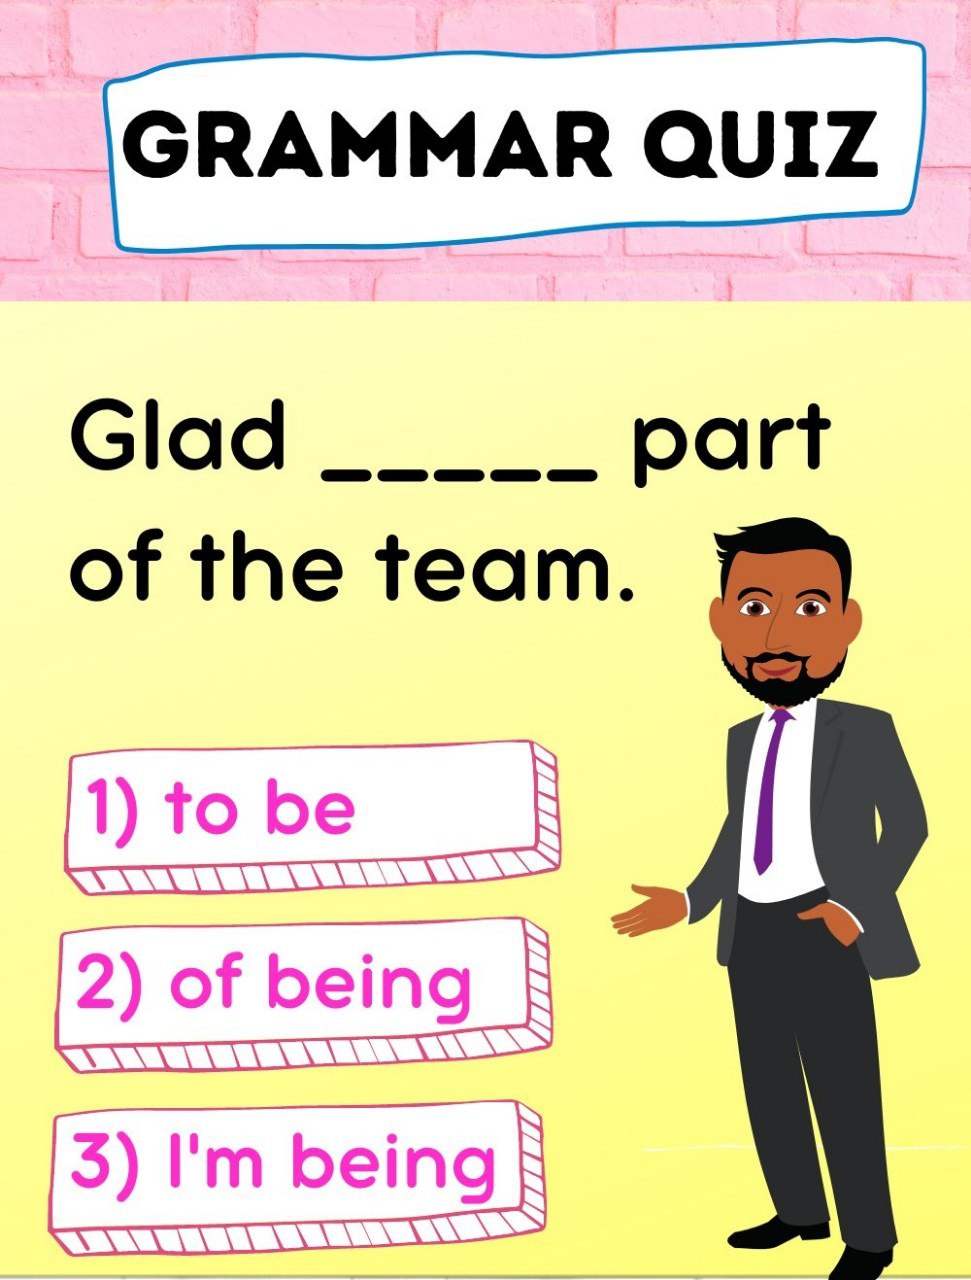 GRAMMAR QUIZ
Glad _____ part
of the team.
1) to be
2) of being
3) I'm being